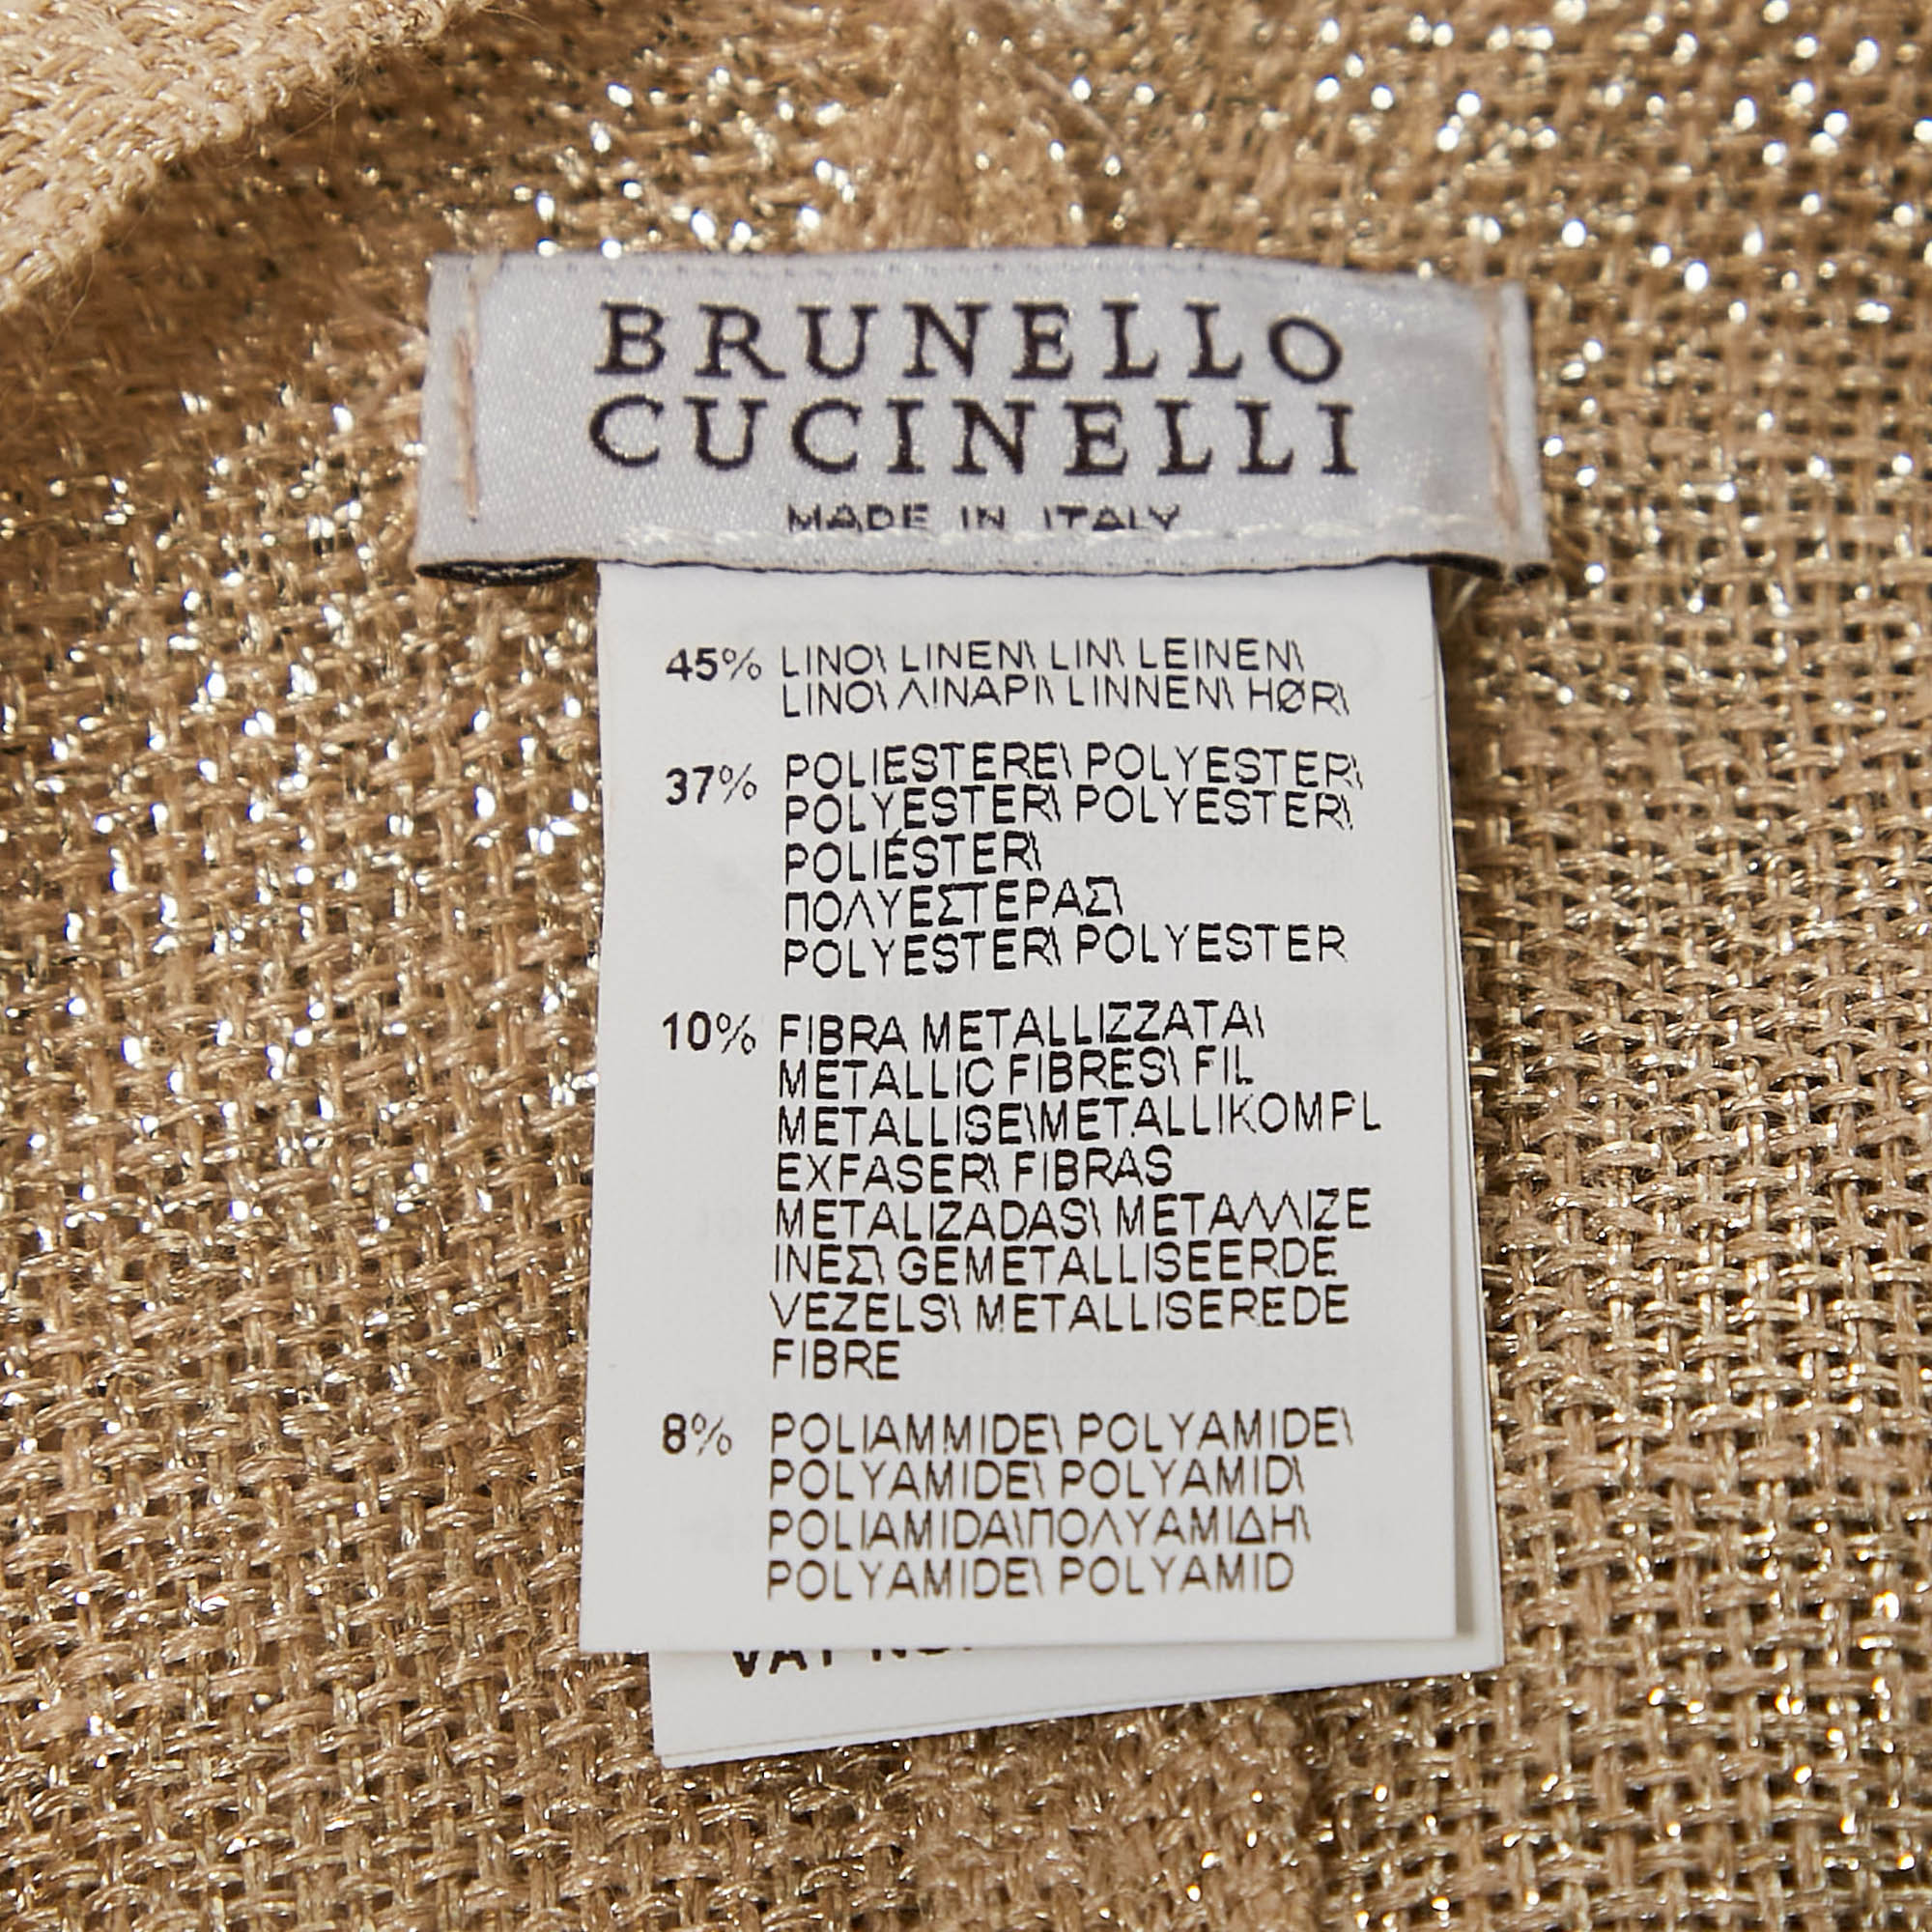 BRUNELLO
CUCINELLI
MADE IN ITALY
45% LINO\ LINEN\ LIN\ LEINEN\
LINO\ ΛΙΝΑΡΙ\ LINNEN\ HØR\
37% POLIESTERE\ POLYESTER\
POLYESTER\ POLYESTER\
POLIÉSTER\
ΠΟΛΥΕΣΤΕΡΑΣ\
POLYESTER\ POLYESTER
10% FIBRA METALLIZZATA\
METALLIC FIBRES\ FIL
METALLISE\METALLIKOMPL
EXFASER\ FIBRAS
METALIZADAS\ ΜΕΤΑΛΛΙΖΕ
ΙΝΕΣ\ GEMETALLISEERDE
VEZELS\ METALLISEREDE
FIBRE
8% POLIAMMIDE\ POLYAMIDE\
POLYAMIDE\ POLYAMID\
POLIAMIDA\ΠΟΛΥΑΜΙΔΗ\
POLYAMIDE\ POLYAMID
VAT